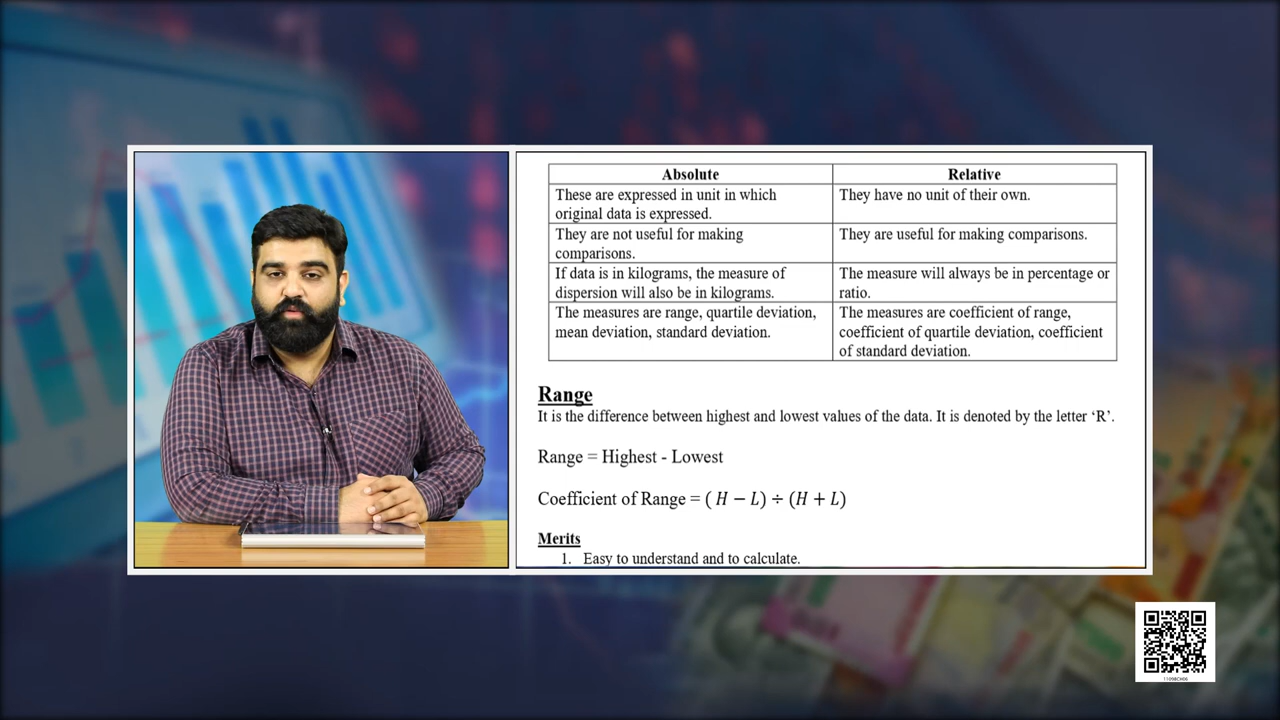 Absolute
Relative
These are expressed in unit in which
original data is expressed.
They have no unit of their own.
They are not useful for making
comparisons.
They are useful for making comparisons.
If data is in kilograms, the measure of
dispersion will also be in kilograms.
The measure will always be in percentage or
ratio.
The measures are range, quartile deviation,
mean deviation, standard deviation.
The measures are coefficient of range,
coefficient of quartile deviation, coefficient
of standard deviation.
Range
It is the difference between highest and lowest values of the data. It is denoted by the letter ‘R’.
Range = Highest - Lowest
Coefficient of Range = ( H − L) ÷ (H + L)
Merits
1. Easy to understand and to calculate.